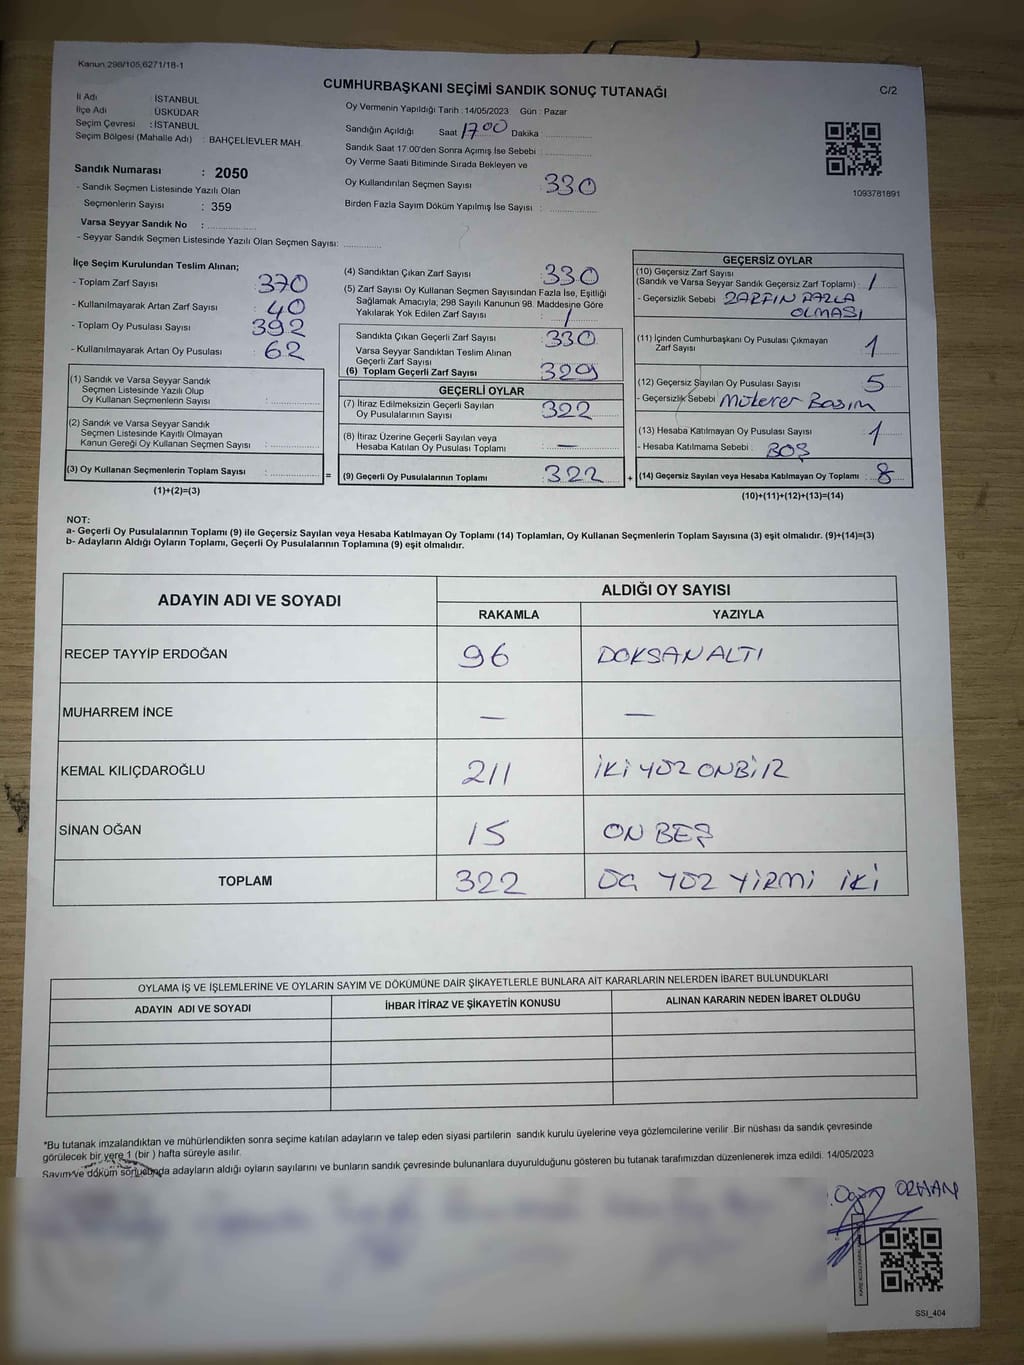 Kanun,298/105,6271/18-1
CUMHURBAŞKANI SEÇİMİ SANDIK SONUÇ TUTANAĞI
C/2
İl Adı İSTANBUL
İlçe Adı ÜSKÜDAR
Seçim Çevresi : İSTANBUL
Seçim Bölgesi (Mahalle Adı) : BAHÇELİEVLER MAH.
Sandık Numarası : 2050
- Sandık Seçmen Listesinde Yazılı Olan
Seçmenlerin Sayısı : 359
Varsa Seyyar Sandık No :
- Seyyar Sandık Seçmen Listesinde Yazılı Olan Seçmen Sayısı:
Oy Vermenin Yapıldığı Tarih : 14/05/2023 Gün : Pazar
Sandığın Açıldığı Saat 1700 Dakika :
Sandık Saat 17.00'den Sonra Açımış İse Sebebi :
Oy Verme Saati Bitiminde Sırada Bekleyen ve
Oy Kullandırılan Seçmen Sayısı : 330
Birden Fazla Sayım Döküm Yapılmış İse Sayısı :
1093781891
İlçe Seçim Kurulundan Teslim Alınan;
- Toplam Zarf Sayısı : 370
- Kullanılmayarak Artan Zarf Sayısı : 40
- Toplam Oy Pusulası Sayısı : 392
- Kullanılmayarak Artan Oy Pusulası : 62
(1) Sandık ve Varsa Seyyar Sandık
Seçmen Listesinde Yazılı Olup
Oy Kullanan Seçmenlerin Sayısı :
(2) Sandık ve Varsa Seyyar Sandık
Seçmen Listesinde Kayıtlı Olmayan
Kanun Gereği Oy Kullanan Seçmen Sayısı :
(3) Oy Kullanan Seçmenlerin Toplam Sayısı :
(1)+(2)=(3)
(4) Sandıktan Çıkan Zarf Sayısı : 330
(5) Zarf Sayısı Oy Kullanan Seçmen Sayısından Fazla İse, Eşitliği
Sağlamak Amacıyla; 298 Sayılı Kanunun 98. Maddesine Göre
Yakılarak Yok Edilen Zarf Sayısı : 1
Sandıkta Çıkan Geçerli Zarf Sayısı : 330
Varsa Seyyar Sandıktan Teslim Alınan
Geçerli Zarf Sayısı :
(6) Toplam Geçerli Zarf Sayısı : 329
GEÇERLİ OYLAR
(7) İtiraz Edilmeksizin Geçerli Sayılan
Oy Pusulalarının Sayısı : 322
(8) İtiraz Üzerine Geçerli Sayılan veya
Hesaba Katılan Oy Pusulası Toplamı : —
= (9) Geçerli Oy Pusulalarının Toplamı : 322
GEÇERSİZ OYLAR
(10) Geçersiz Zarf Sayısı
(Sandık ve Varsa Seyyar Sandık Geçersiz Zarf Toplamı) : 1
- Geçersizlik Sebebi : ZARFIN FAZLA
OLMASI
(11) İçinden Cumhurbaşkanı Oy Pusulası Çıkmayan
Zarf Sayısı : 1
(12) Geçersiz Sayılan Oy Pusulası Sayısı : 5
- Geçersizlik Sebebi : Mükerer Basım
(13) Hesaba Katılmayan Oy Pusulası Sayısı : 1
- Hesaba Katılmama Sebebi : BOŞ
+ (14) Geçersiz Sayılan veya Hesaba Katılmayan Oy Toplamı : 8
(10)+(11)+(12)+(13)=(14)
NOT:
a- Geçerli Oy Pusulalarının Toplamı (9) ile Geçersiz Sayılan veya Hesaba Katılmayan Oy Toplamı (14) Toplamları, Oy Kullanan Seçmenlerin Toplam Sayısına (3) eşit olmalıdır. (9)+(14)=(3)
b- Adayların Aldığı Oyların Toplamı, Geçerli Oy Pusulalarının Toplamına (9) eşit olmalıdır.
ADAYIN ADI VE SOYADI ALDIĞI OY SAYISI
RAKAMLA YAZIYLA
RECEP TAYYİP ERDOĞAN 96 DOKSAN ALTI
MUHARREM İNCE — —
KEMAL KILIÇDAROĞLU 211 İKİ YÜZ ONBİR
SİNAN OĞAN 15 ON BEŞ
TOPLAM 322 ÜÇ YÜZ YİRMİ İKİ
OYLAMA İŞ VE İŞLEMLERİNE VE OYLARIN SAYIM VE DÖKÜMÜNE DAİR ŞİKAYETLERLE BUNLARA AİT KARARLARIN NELERDEN İBARET BULUNDUKLARI
ADAYIN ADI VE SOYADI İHBAR İTİRAZ VE ŞİKAYETİN KONUSU ALINAN KARARIN NEDEN İBARET OLDUĞU
*Bu tutanak imzalandıktan ve mühürlendikten sonra seçime katılan adayların ve talep eden siyasi partilerin sandık kurulu üyelerine veya gözlemcilerine verilir .Bir nüshası da sandık çevresinde
görülecek bir yere 1 (bir ) hafta süreyle asılır.
Sayım ve döküm sonucunda adayların aldığı oyların sayılarını ve bunların sandık çevresinde bulunanlara duyurulduğunu gösteren bu tutanak tarafımızdan düzenlenerek imza edildi. 14/05/2023
ORHAN
SSI_404